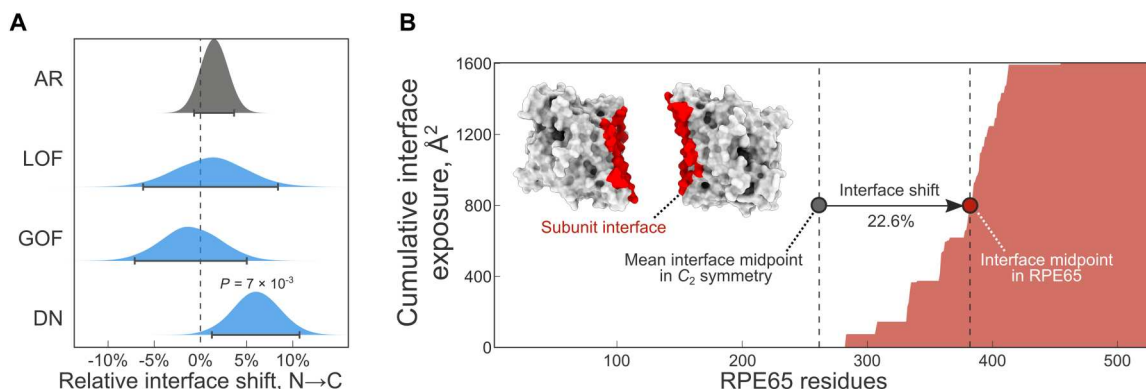 A
AR
LOF
GOF
DN
P = 7 × 10⁻³
-10% -5% 0% 5% 10%
Relative interface shift, N→C
B
Cumulative interface
exposure, Å²
1600
1200
800
400
0
100 200 300 400 500
RPE65 residues
Subunit interface
Mean interface midpoint
in C₂ symmetry
Interface shift
22.6%
Interface midpoint
in RPE65